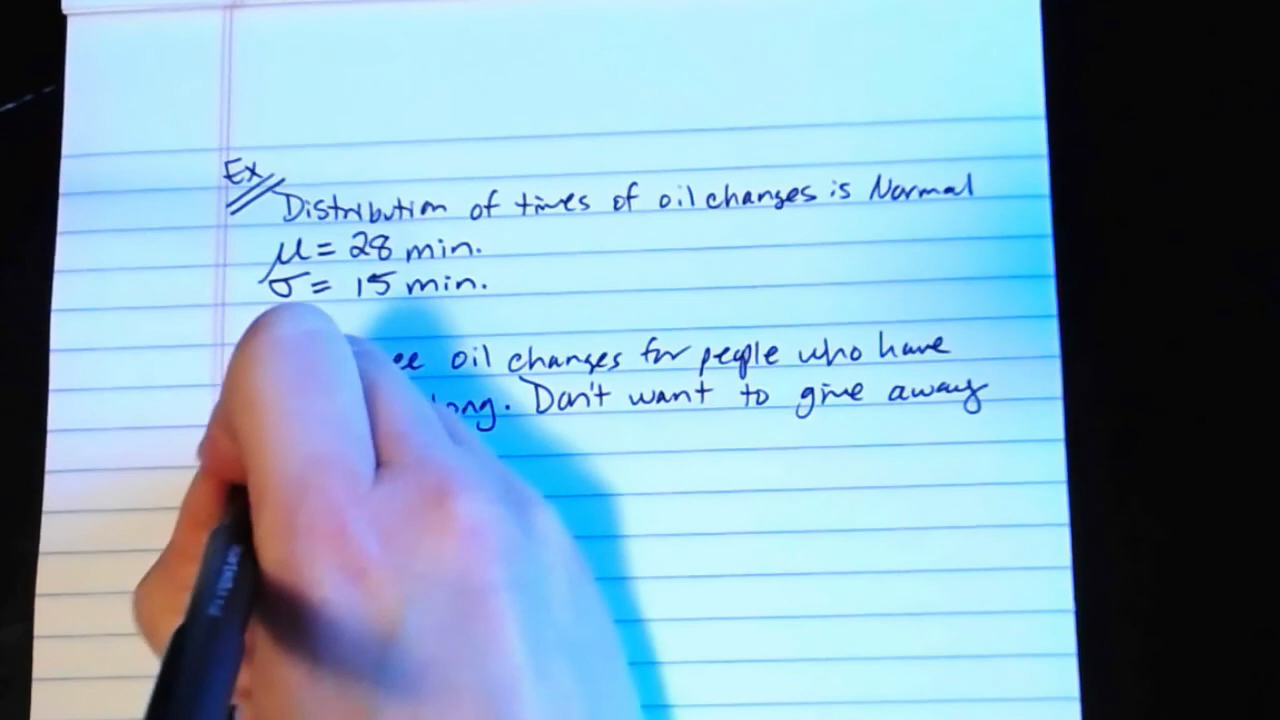 Ex
Distribution of times of oil changes is Normal
μ = 28 min.
σ = 15 min.
oil changes for people who have
long. Don't want to give away